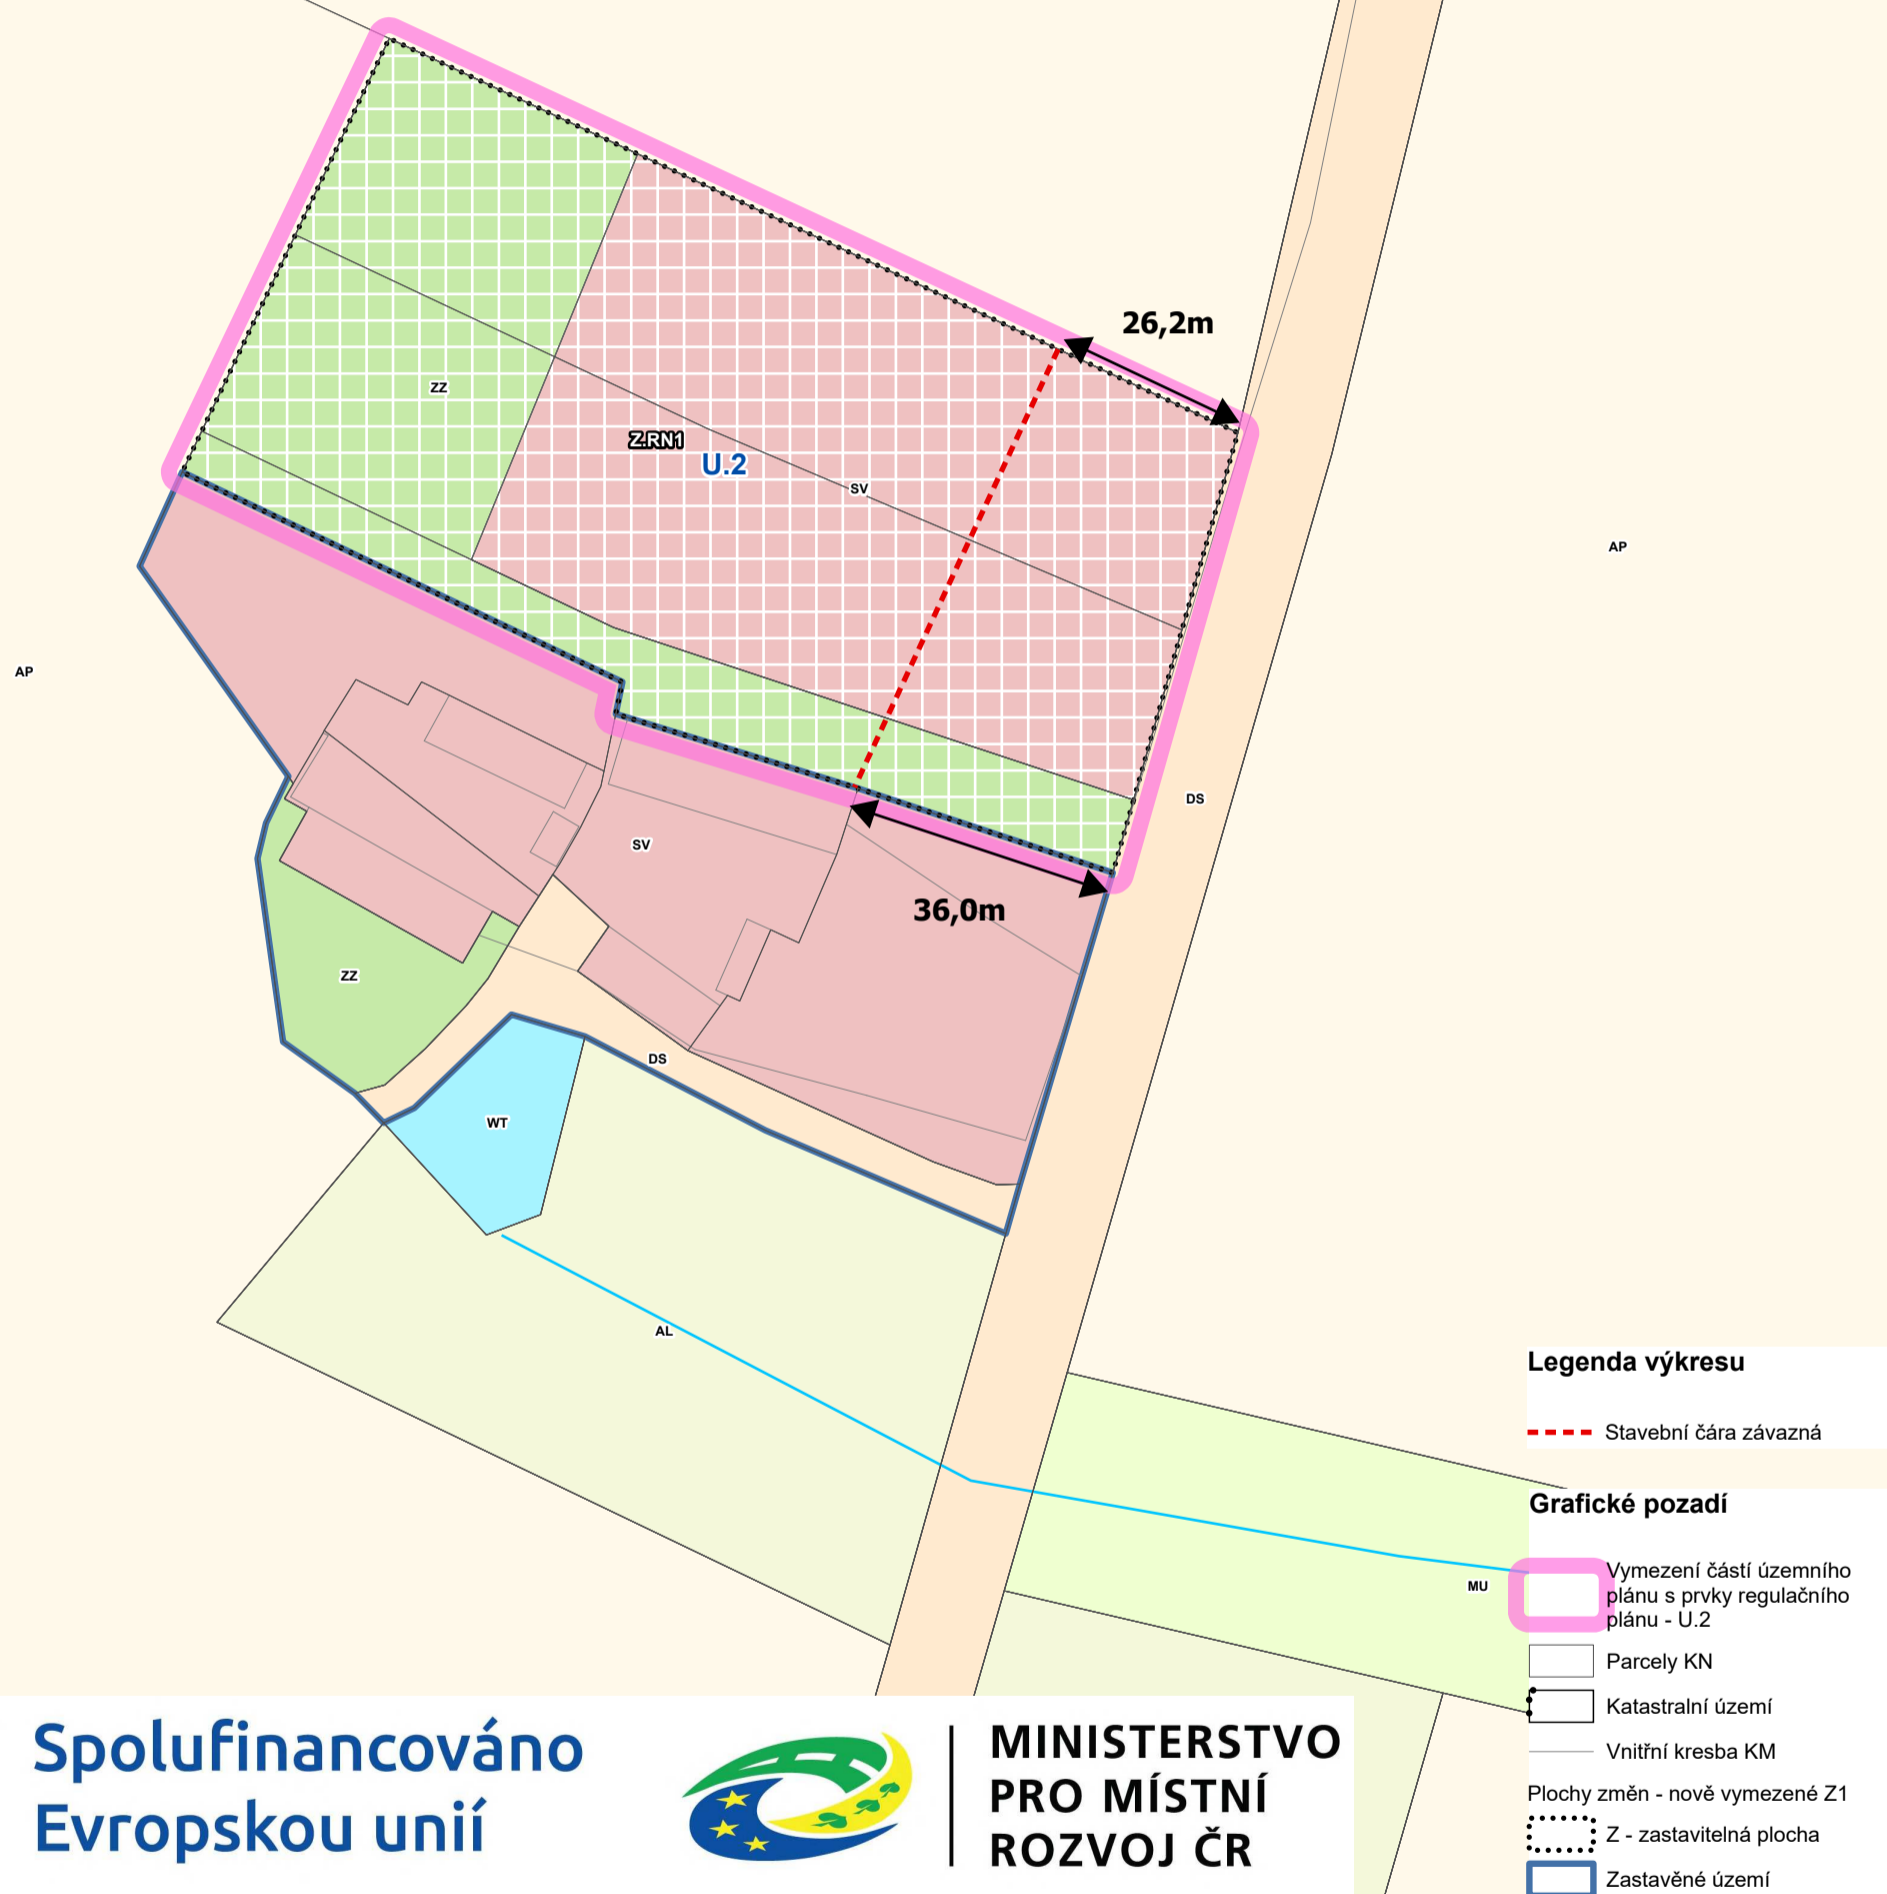 26,2m
ZZ
Z.RN1
U.2
SV
AP
AP
DS
SV
36,0m
ZZ
DS
WT
AL
MU
Legenda výkresu
Stavební čára závazná
Grafické pozadí
Vymezení částí územního
plánu s prvky regulačního
plánu - U.2
Parcely KN
Katastralní území
Vnitřní kresba KM
Plochy změn - nově vymezené Z1
Z - zastavitelná plocha
Zastavěné území
Spolufinancováno
Evropskou unií
MINISTERSTVO
PRO MÍSTNÍ
ROZVOJ ČR